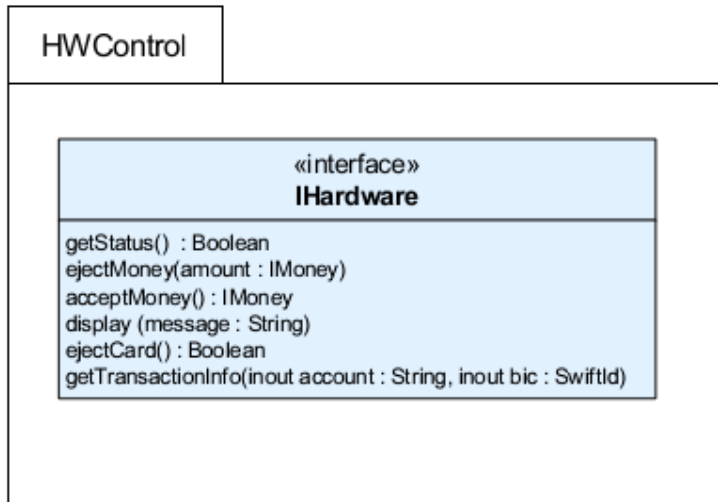 HWControl
«interface»
IHardware
getStatus() : Boolean
ejectMoney(amount : IMoney)
acceptMoney() : IMoney
display (message : String)
ejectCard() : Boolean
getTransactionInfo(inout account : String, inout bic : SwiftId)